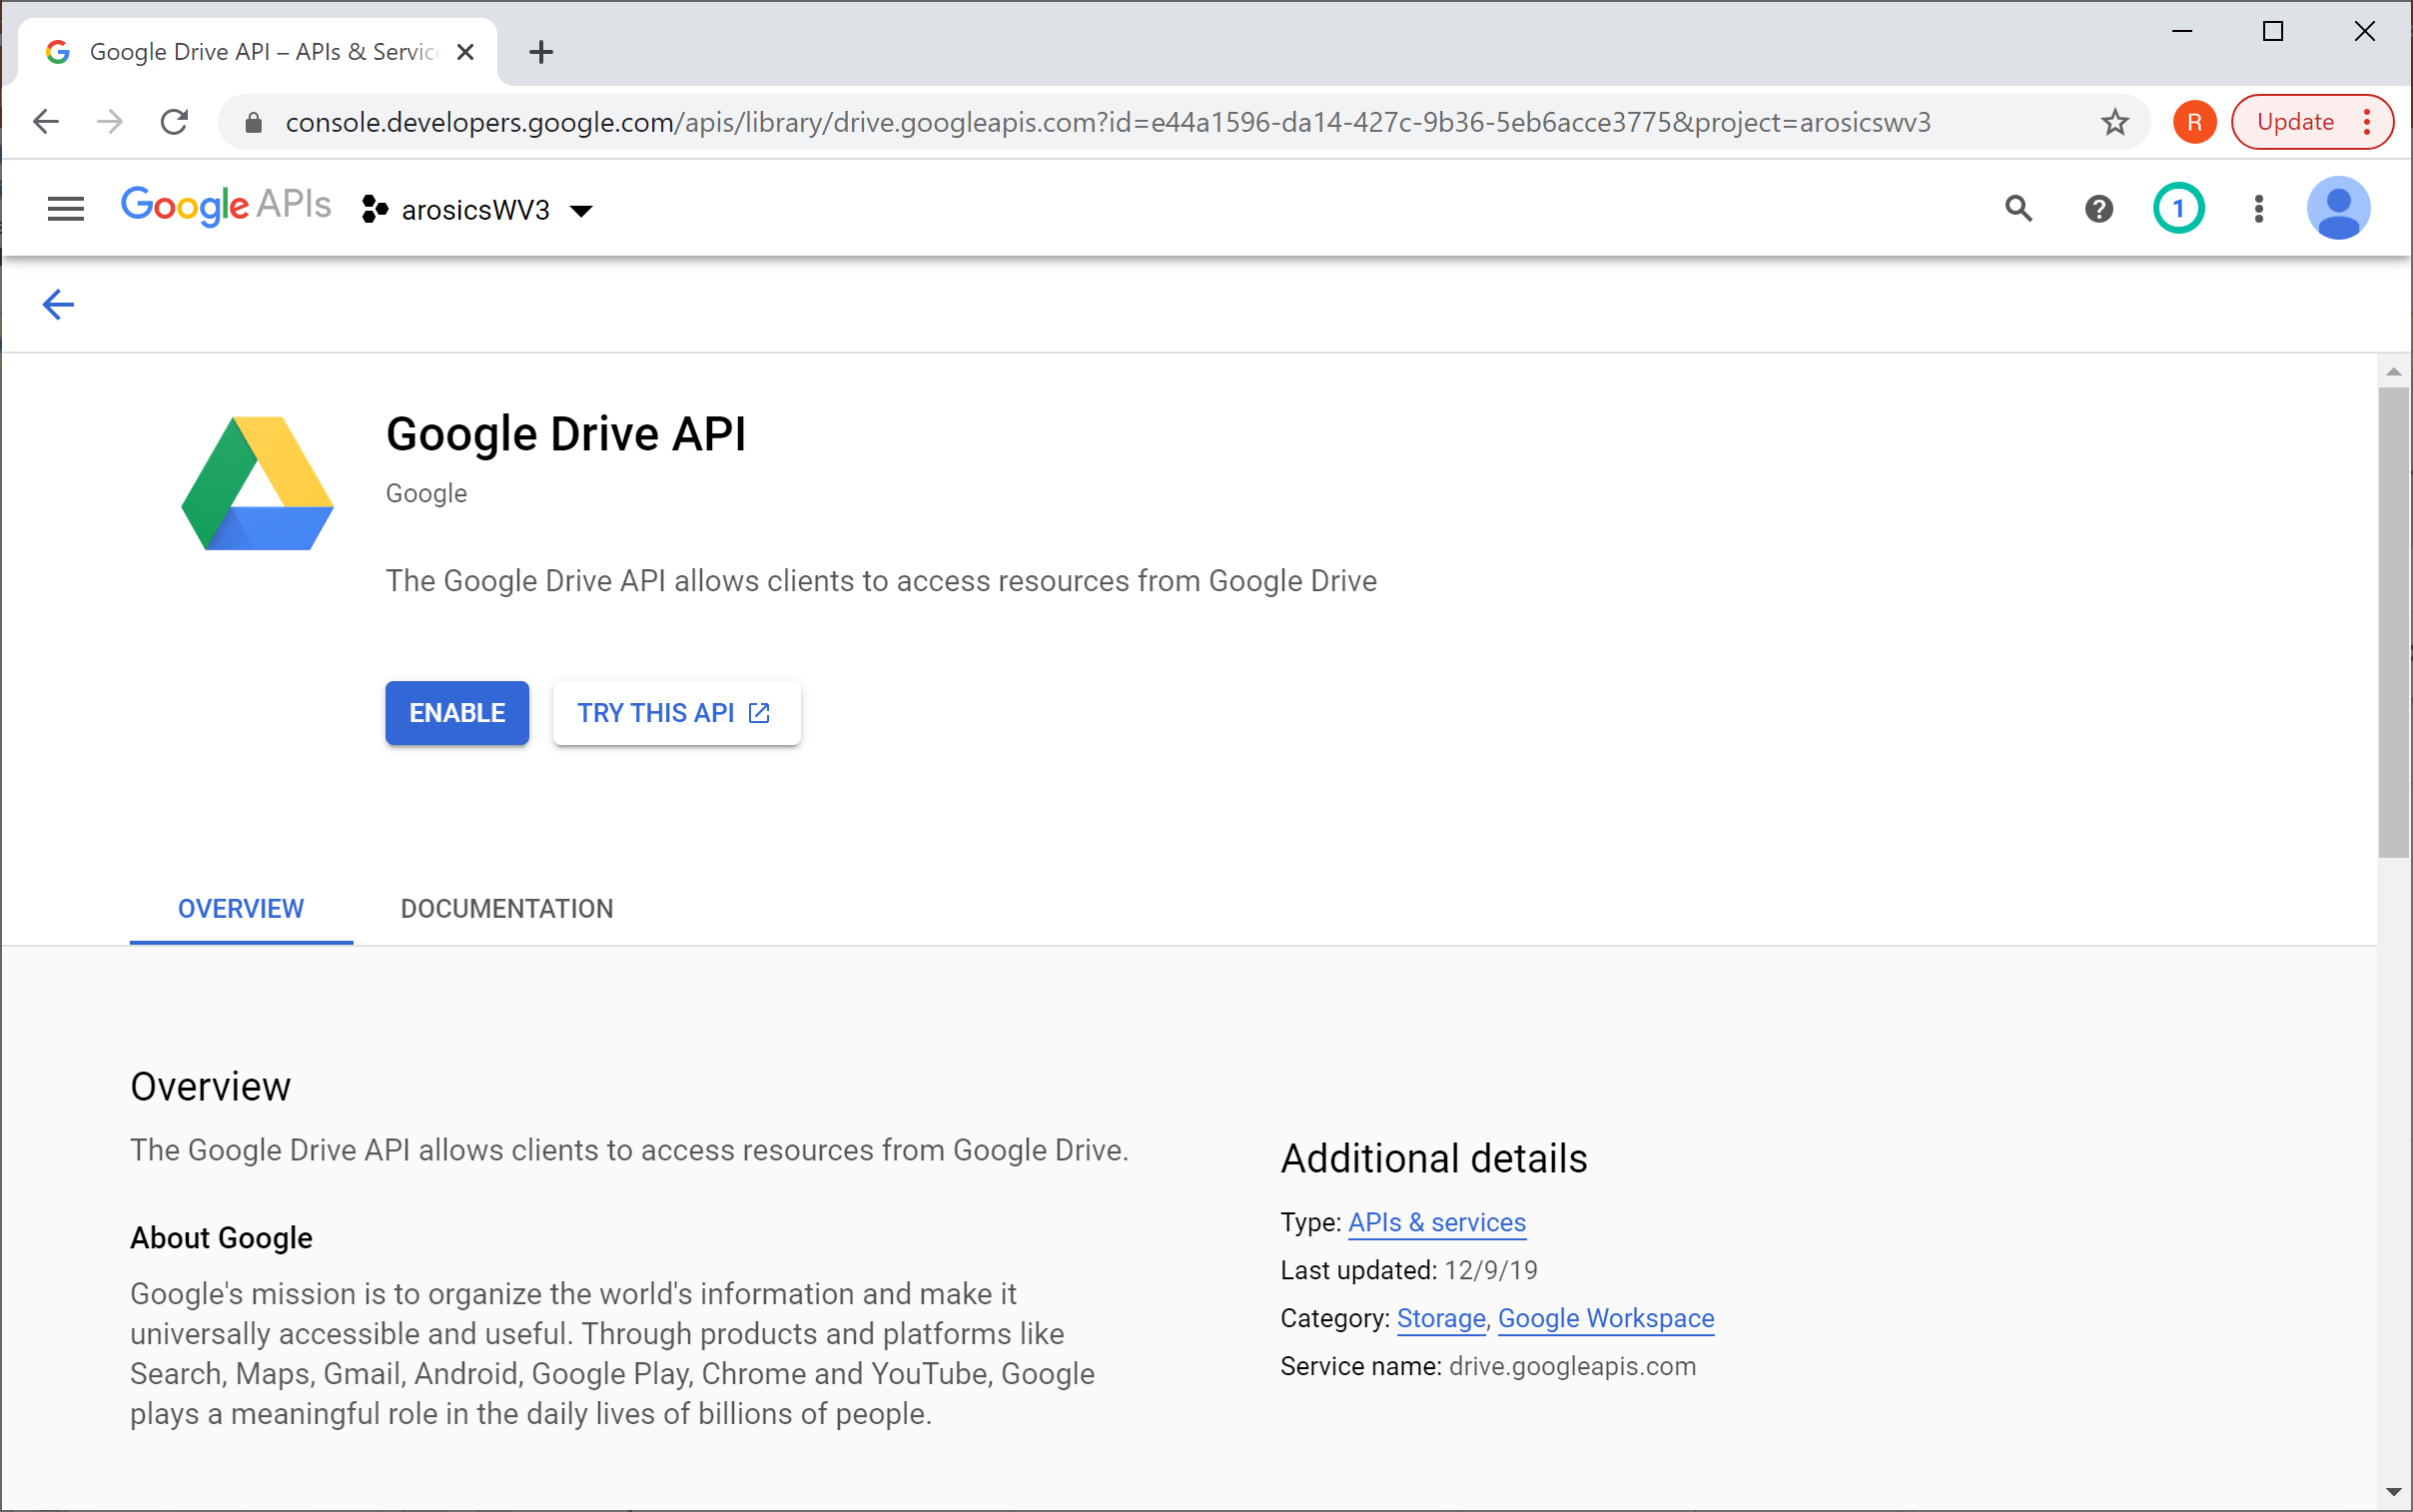 Google Drive API – APIs & Servic
console.developers.google.com/apis/library/drive.googleapis.com?id=e44a1596-da14-427c-9b36-5eb6acce3775&project=arosicswv3
R
Update
Google APIs
arosicsWV3
1
Google Drive API
Google
The Google Drive API allows clients to access resources from Google Drive
ENABLE
TRY THIS API
OVERVIEW
DOCUMENTATION
Overview
The Google Drive API allows clients to access resources from Google Drive.
About Google
Google's mission is to organize the world's information and make it
universally accessible and useful. Through products and platforms like
Search, Maps, Gmail, Android, Google Play, Chrome and YouTube, Google
plays a meaningful role in the daily lives of billions of people.
Additional details
Type: APIs & services
Last updated: 12/9/19
Category: Storage, Google Workspace
Service name: drive.googleapis.com